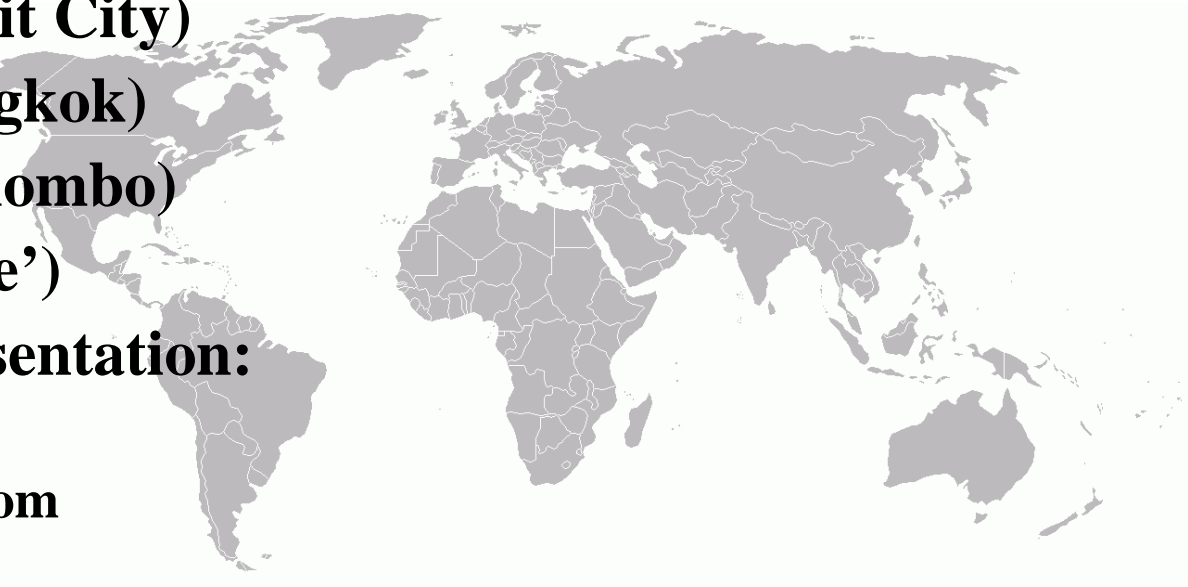 it City)
gkok)
ombo)
e’)
sentation:
om